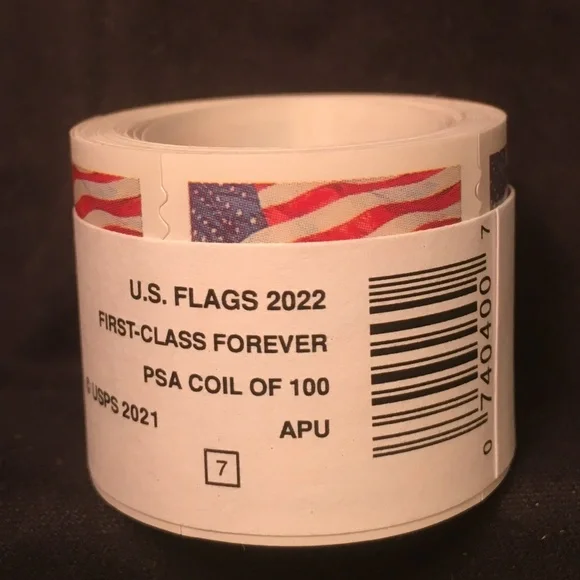 U.S. FLAGS 2022
FIRST-CLASS FOREVER
PSA COIL OF 100
© USPS 2021
APU
7
0 740400 7